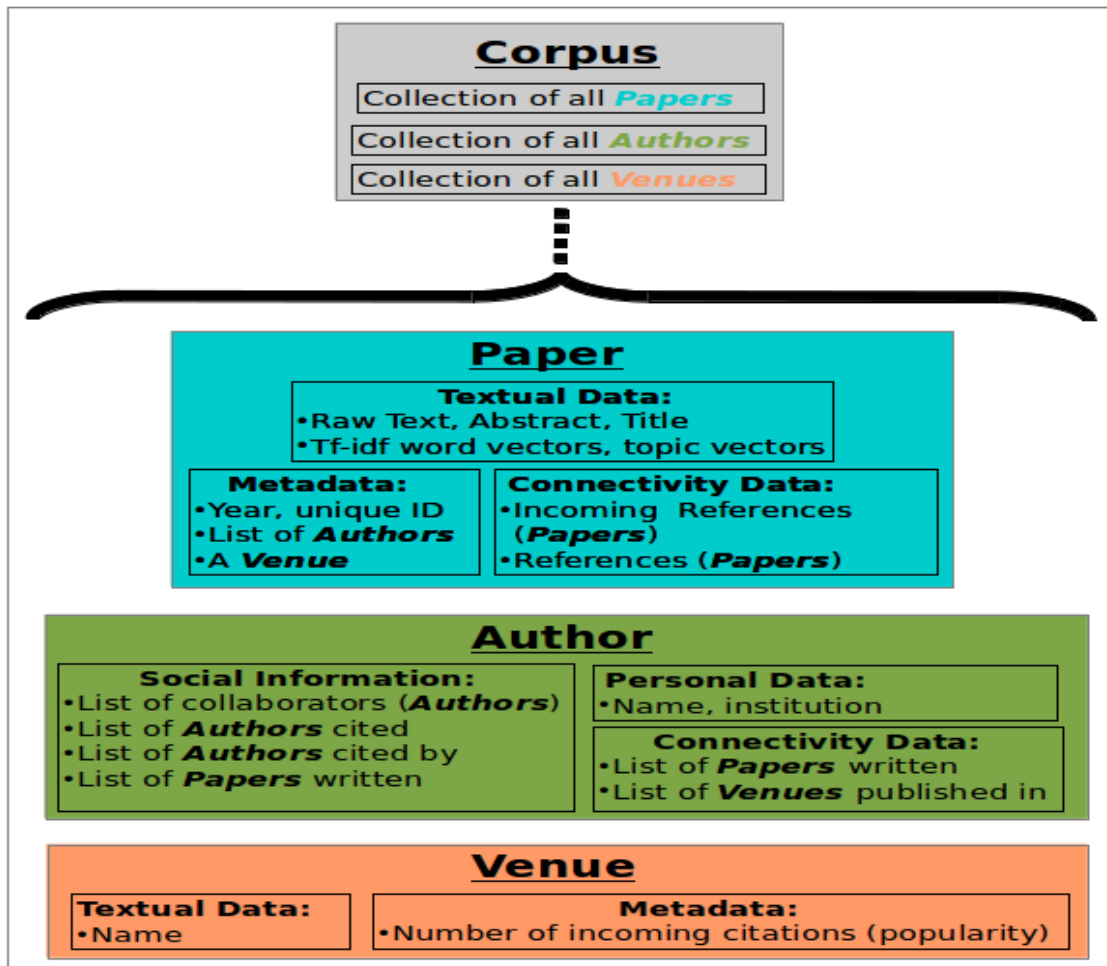 Corpus
Collection of all Papers
Collection of all Authors
Collection of all Venues
Paper
Textual Data:
•Raw Text, Abstract, Title
•Tf-idf word vectors, topic vectors
Metadata:
•Year, unique ID
•List of Authors
•A Venue
Connectivity Data:
•Incoming References
(Papers)
•References (Papers)
Author
Social Information:
•List of collaborators (Authors)
•List of Authors cited
•List of Authors cited by
•List of Papers written
Personal Data:
•Name, institution
Connectivity Data:
•List of Papers written
•List of Venues published in
Venue
Textual Data:
•Name
Metadata:
•Number of incoming citations (popularity)